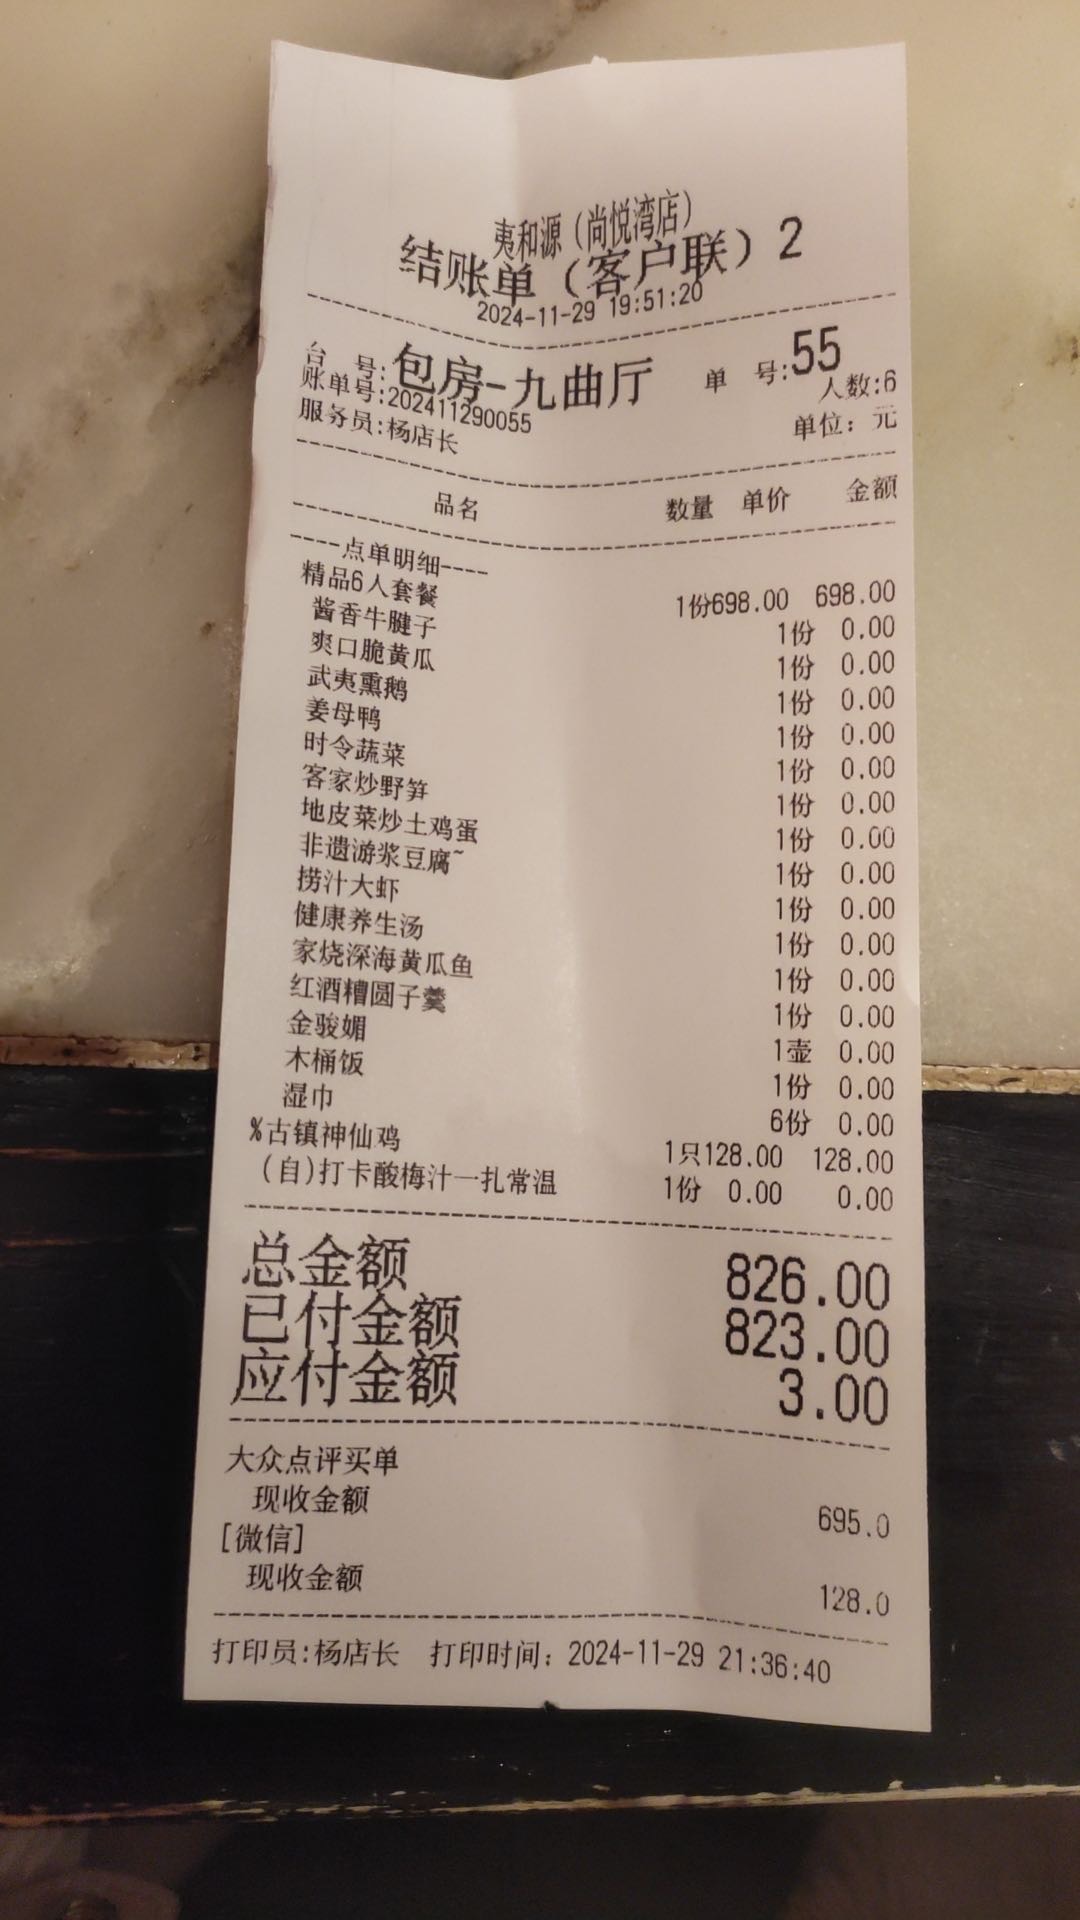 夷和源（尚悦湾店）
结账单（客户联）2
2024-11-29 19:51:20
台 号:包房-九曲厅 单 号:55
账单号:202411290055 人数:6
服务员:杨店长 单位：元
品名 数量 单价 金额
----点单明细----
精品6人套餐 1份698.00 698.00
酱香牛腱子 1份 0.00
爽口脆黄瓜 1份 0.00
武夷熏鹅 1份 0.00
姜母鸭 1份 0.00
时令蔬菜 1份 0.00
客家炒野笋 1份 0.00
地皮菜炒土鸡蛋 1份 0.00
非遗游浆豆腐~ 1份 0.00
捞汁大虾 1份 0.00
健康养生汤 1份 0.00
家烧深海黄瓜鱼 1份 0.00
红酒糟圆子羹 1份 0.00
金骏媚 1壶 0.00
木桶饭 1份 0.00
湿巾 6份 0.00
%古镇神仙鸡 1只128.00 128.00
(自)打卡酸梅汁一扎常温 1份 0.00 0.00
总金额 826.00
已付金额 823.00
应付金额 3.00
大众点评买单
现收金额 695.0
[微信]
现收金额 128.0
打印员:杨店长 打印时间：2024-11-29 21:36:40